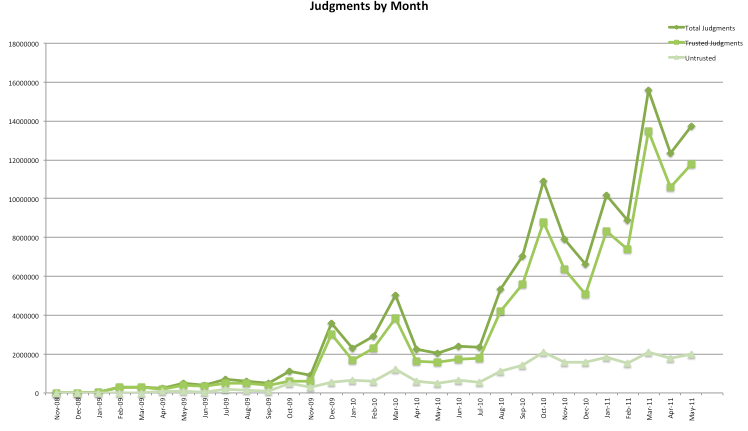 Judgments by Month
Total Judgments
Trusted Judgments
Untrusted
18000000
16000000
14000000
12000000
10000000
8000000
6000000
4000000
2000000
0
Nov-08
Dec-08
Jan-09
Feb-09
Mar-09
Apr-09
May-09
Jun-09
Jul-09
Aug-09
Sep-09
Oct-09
Nov-09
Dec-09
Jan-10
Feb-10
Mar-10
Apr-10
May-10
Jun-10
Jul-10
Aug-10
Sep-10
Oct-10
Nov-10
Dec-10
Jan-11
Feb-11
Mar-11
Apr-11
May-11